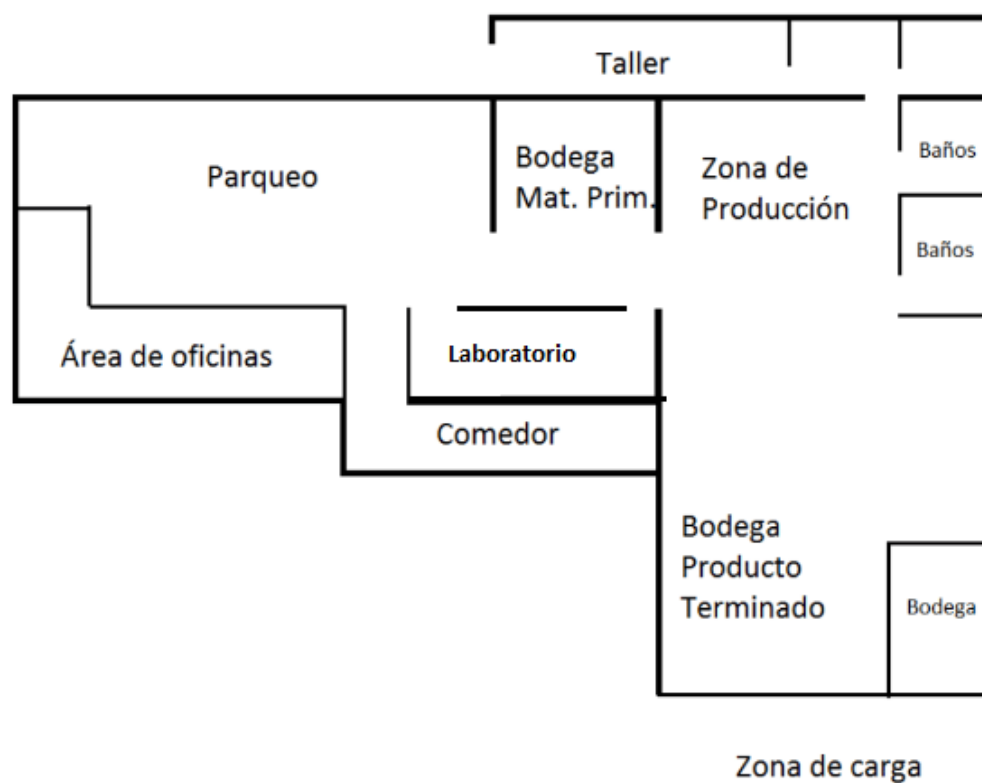 Taller
Parqueo
Bodega
Mat. Prim.
Zona de
Producción
Baños
Baños
Área de oficinas
Laboratorio
Comedor
Bodega
Producto
Terminado
Bodega
Zona de carga